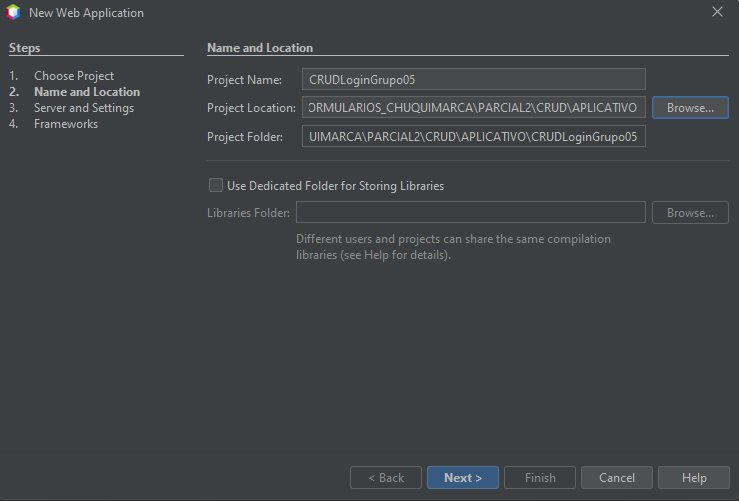 New Web Application
Steps
1. Choose Project
2. Name and Location
3. Server and Settings
4. Frameworks
Name and Location
Project Name: CRUDLoginGrupo05
Project Location: ORMULARIOS_CHUQUIMARCA\PARCIAL2\CRUD\APLICATIVO Browse...
Project Folder: UIMARCA\PARCIAL2\CRUD\APLICATIVO\CRUDLoginGrupo05
Use Dedicated Folder for Storing Libraries
Libraries Folder: Browse...
Different users and projects can share the same compilation
libraries (see Help for details).
< Back Next > Finish Cancel Help